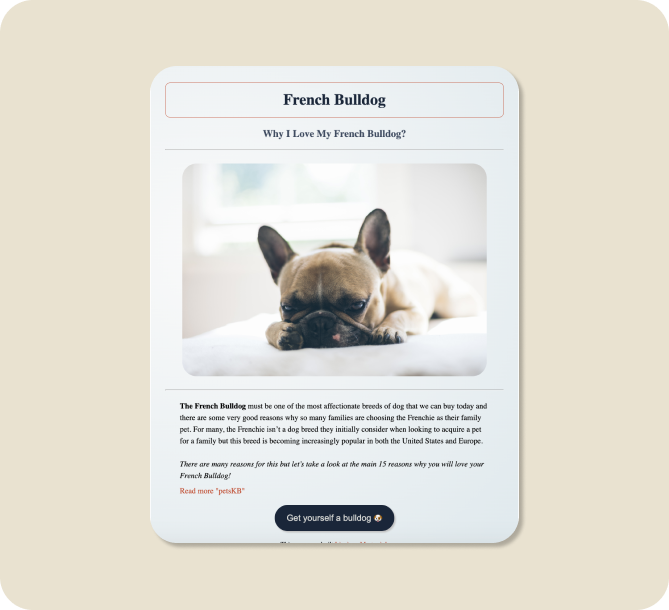 French Bulldog
Why I Love My French Bulldog?
The French Bulldog must be one of the most affectionate breeds of dog that we can buy today and
there are some very good reasons why so many families are choosing the Frenchie as their family
pet. For many, the Frenchie isn't a dog breed they initially consider when looking to acquire a pet
for a family but this breed is becoming increasingly popular in both the United States and Europe.
There are many reasons for this but let's take a look at the main 15 reasons why you will love your
French Bulldog!
Read more "petsKB"
Get yourself a bulldog 🐶